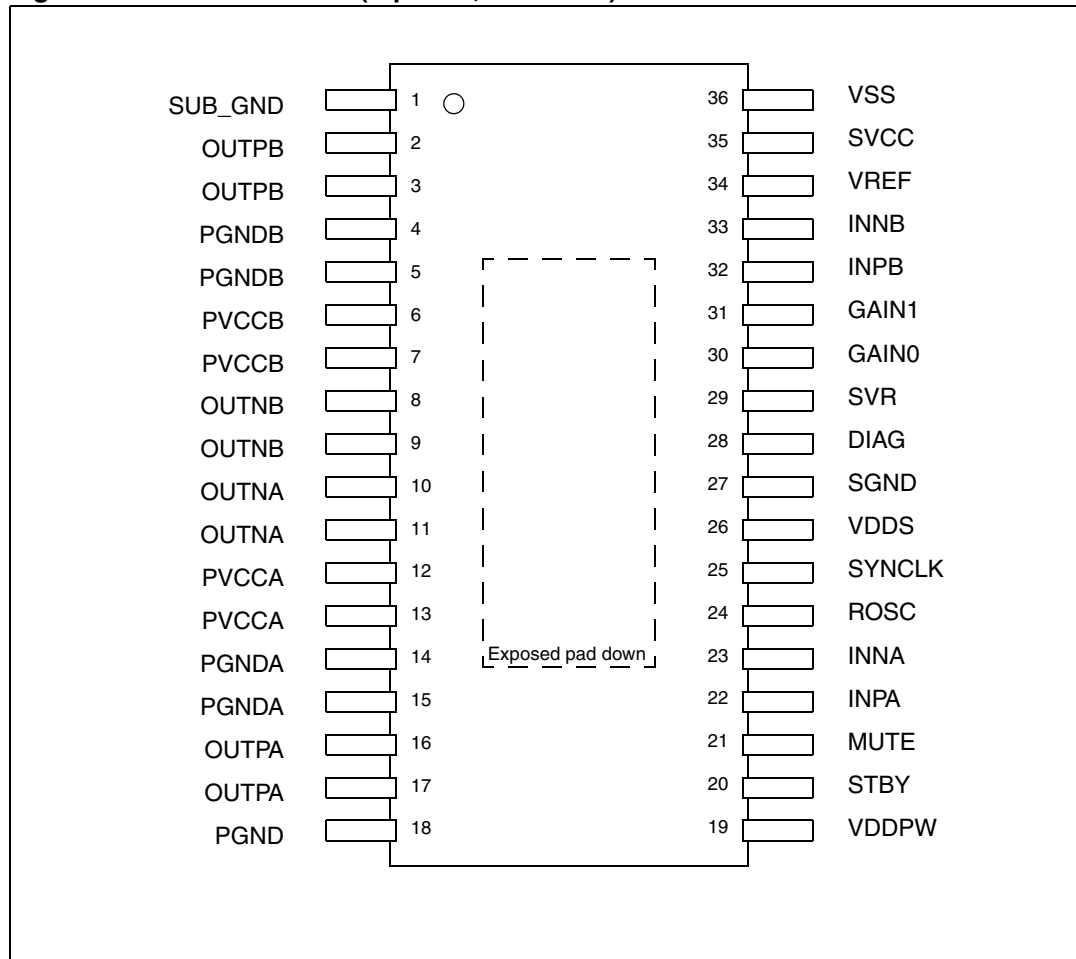 SUB_GND 1 36 VSS
OUTPB 2 35 SVCC
OUTPB 3 34 VREF
PGNDB 4 33 INNB
PGNDB 5 32 INPB
PVCCB 6 31 GAIN1
PVCCB 7 30 GAIN0
OUTNB 8 29 SVR
OUTNB 9 28 DIAG
OUTNA 10 27 SGND
OUTNA 11 26 VDDS
PVCCA 12 25 SYNCLK
PVCCA 13 24 ROSC
PGNDA 14 Exposed pad down 23 INNA
PGNDA 15 22 INPA
OUTPA 16 21 MUTE
OUTPA 17 20 STBY
PGND 18 19 VDDPW